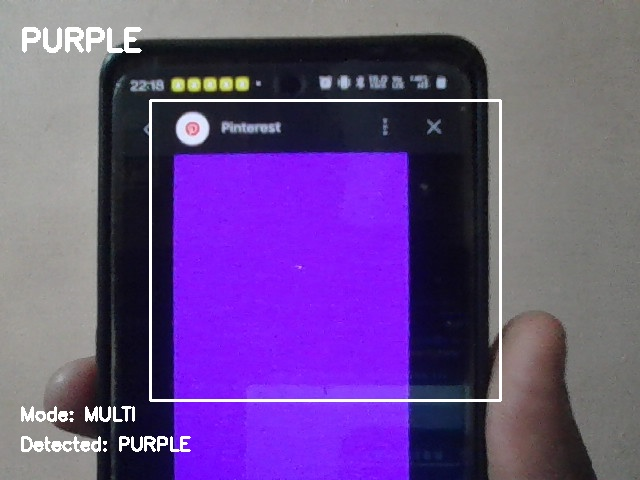 PURPLE
22:18
Pinterest
Mode: MULTI
Detected: PURPLE